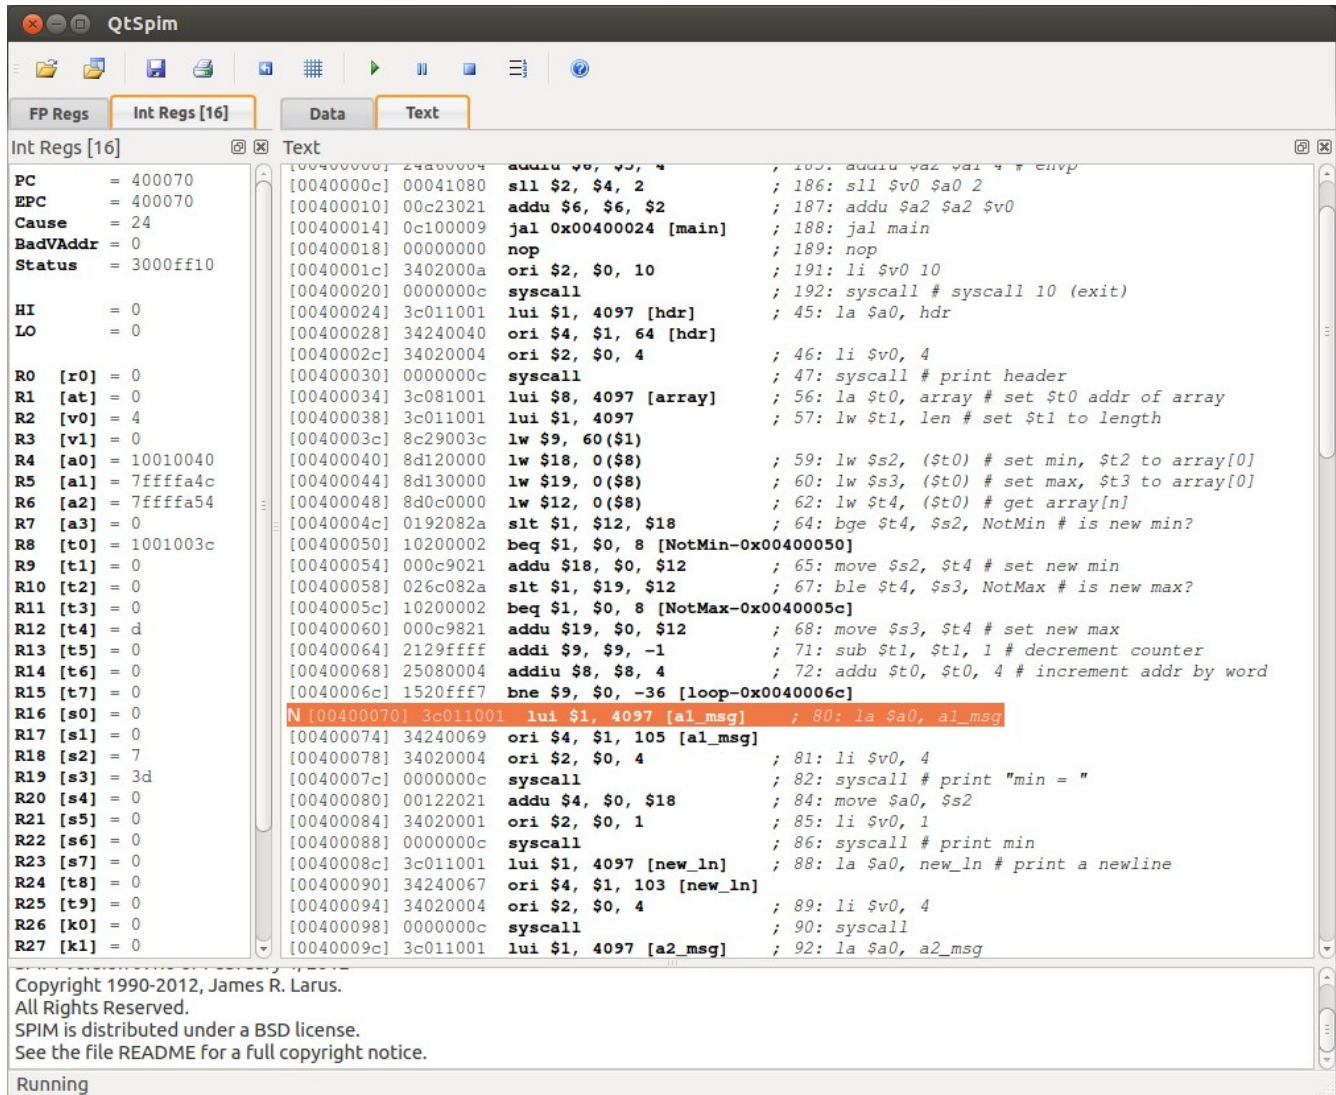 QtSpim
FP Regs
Int Regs [16]
Data
Text
Int Regs [16]
PC = 400070
EPC = 400070
Cause = 24
BadVAddr = 0
Status = 3000ff10
HI = 0
LO = 0
R0 [r0] = 0
R1 [at] = 0
R2 [v0] = 4
R3 [v1] = 0
R4 [a0] = 10010040
R5 [a1] = 7ffffa4c
R6 [a2] = 7ffffa54
R7 [a3] = 0
R8 [t0] = 1001003c
R9 [t1] = 0
R10 [t2] = 0
R11 [t3] = 0
R12 [t4] = d
R13 [t5] = 0
R14 [t6] = 0
R15 [t7] = 0
R16 [s0] = 0
R17 [s1] = 0
R18 [s2] = 7
R19 [s3] = 3d
R20 [s4] = 0
R21 [s5] = 0
R22 [s6] = 0
R23 [s7] = 0
R24 [t8] = 0
R25 [t9] = 0
R26 [k0] = 0
R27 [k1] = 0
Text
[00400008] 24a60004 addiu $6, $5, 4 ; 185: addiu $a2 $a1 4 # envp
[0040000c] 00041080 sll $2, $4, 2 ; 186: sll $v0 $a0 2
[00400010] 00c23021 addu $6, $6, $2 ; 187: addu $a2 $a2 $v0
[00400014] 0c100009 jal 0x00400024 [main] ; 188: jal main
[00400018] 00000000 nop ; 189: nop
[0040001c] 3402000a ori $2, $0, 10 ; 191: li $v0 10
[00400020] 0000000c syscall ; 192: syscall # syscall 10 (exit)
[00400024] 3c011001 lui $1, 4097 [hdr] ; 45: la $a0, hdr
[00400028] 34240040 ori $4, $1, 64 [hdr]
[0040002c] 34020004 ori $2, $0, 4 ; 46: li $v0, 4
[00400030] 0000000c syscall ; 47: syscall # print header
[00400034] 3c081001 lui $8, 4097 [array] ; 56: la $t0, array # set $t0 addr of array
[00400038] 3c011001 lui $1, 4097 ; 57: lw $t1, len # set $t1 to length
[0040003c] 8c29003c lw $9, 60($1)
[00400040] 8d120000 lw $18, 0($8) ; 59: lw $s2, ($t0) # set min, $t2 to array[0]
[00400044] 8d130000 lw $19, 0($8) ; 60: lw $s3, ($t0) # set max, $t3 to array[0]
[00400048] 8d0c0000 lw $12, 0($8) ; 62: lw $t4, ($t0) # get array[n]
[0040004c] 0192082a slt $1, $12, $18 ; 64: bge $t4, $s2, NotMin # is new min?
[00400050] 10200002 beq $1, $0, 8 [NotMin-0x00400050]
[00400054] 000c9021 addu $18, $0, $12 ; 65: move $s2, $t4 # set new min
[00400058] 026c082a slt $1, $19, $12 ; 67: ble $t4, $s3, NotMax # is new max?
[0040005c] 10200002 beq $1, $0, 8 [NotMax-0x0040005c]
[00400060] 000c9821 addu $19, $0, $12 ; 68: move $s3, $t4 # set new max
[00400064] 2129ffff addi $9, $9, -1 ; 71: sub $t1, $t1, 1 # decrement counter
[00400068] 25080004 addiu $8, $8, 4 ; 72: addu $t0, $t0, 4 # increment addr by word
[0040006c] 1520fff7 bne $9, $0, -36 [loop-0x0040006c]
N [00400070] 3c011001 lui $1, 4097 [a1_msg] ; 80: la $a0, a1_msg
[00400074] 34240069 ori $4, $1, 105 [a1_msg]
[00400078] 34020004 ori $2, $0, 4 ; 81: li $v0, 4
[0040007c] 0000000c syscall ; 82: syscall # print "min = "
[00400080] 00122021 addu $4, $0, $18 ; 84: move $a0, $s2
[00400084] 34020001 ori $2, $0, 1 ; 85: li $v0, 1
[00400088] 0000000c syscall ; 86: syscall # print min
[0040008c] 3c011001 lui $1, 4097 [new_ln] ; 88: la $a0, new_ln # print a newline
[00400090] 34240067 ori $4, $1, 103 [new_ln]
[00400094] 34020004 ori $2, $0, 4 ; 89: li $v0, 4
[00400098] 0000000c syscall ; 90: syscall
[0040009c] 3c011001 lui $1, 4097 [a2_msg] ; 92: la $a0, a2_msg
Copyright 1990-2012, James R. Larus.
All Rights Reserved.
SPIM is distributed under a BSD license.
See the file README for a full copyright notice.
Running